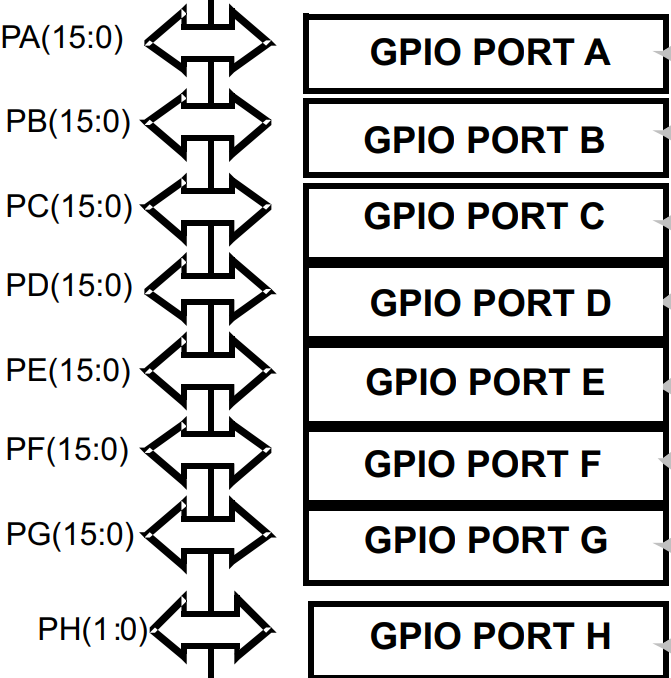 PA(15:0) GPIO PORT A
PB(15:0) GPIO PORT B
PC(15:0) GPIO PORT C
PD(15:0) GPIO PORT D
PE(15:0) GPIO PORT E
PF(15:0) GPIO PORT F
PG(15:0) GPIO PORT G
PH(1:0) GPIO PORT H